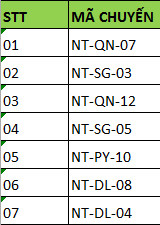 STT MÃ CHUYẾN
01 NT-QN-07
02 NT-SG-03
03 NT-QN-12
04 NT-SG-05
05 NT-PY-10
06 NT-DL-08
07 NT-DL-04